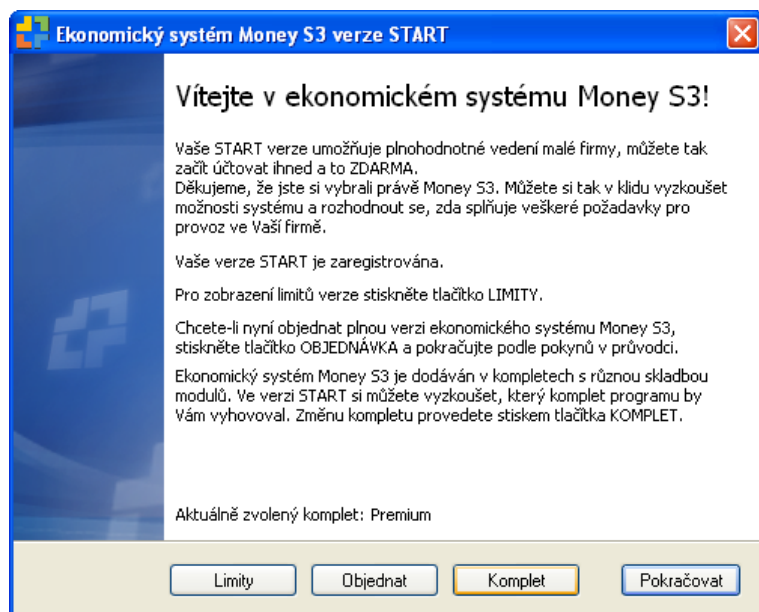 Ekonomický systém Money S3 verze START
Vítejte v ekonomickém systému Money S3!
Vaše START verze umožňuje plnohodnotné vedení malé firmy, můžete tak
začít účtovat ihned a to ZDARMA.
Děkujeme, že jste si vybrali právě Money S3. Můžete si tak v klidu vyzkoušet
možnosti systému a rozhodnout se, zda splňuje veškeré požadavky pro
provoz ve Vaší firmě.
Vaše verze START je zaregistrována.
Pro zobrazení limitů verze stiskněte tlačítko LIMITY.
Chcete-li nyní objednat plnou verzi ekonomického systému Money S3,
stiskněte tlačítko OBJEDNÁVKA a pokračujte podle pokynů v průvodci.
Ekonomický systém Money S3 je dodáván v kompletech s různou skladbou
modulů. Ve verzi START si můžete vyzkoušet, který komplet programu by
Vám vyhovoval. Změnu kompletu provedete stiskem tlačítka KOMPLET.
Aktuálně zvolený komplet: Premium
Limity Objednat Komplet Pokračovat